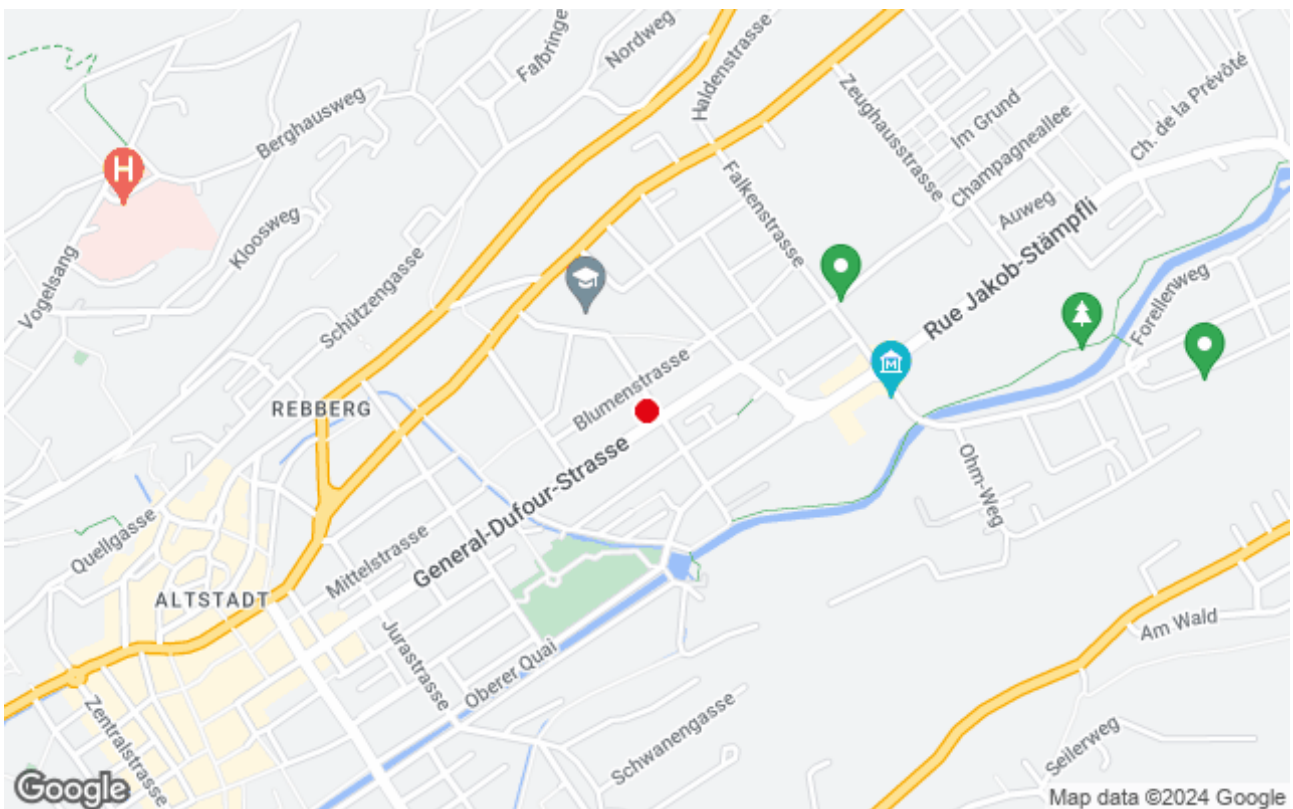 Nordweg
Falbringe
Haldenstrasse
Berghausweg
Zeughausstrasse
Im Grund
Champagneallee
Ch. de la Prévôté
H
Falkenstrasse
Auweg
Kloosweg
Vogelsang
Schützengasse
Rue Jakob-Stämpfli
Forellenweg
Blumenstrasse
M
REBBERG
General-Dufour-Strasse
Ohm-Weg
Quellgasse
Mittelstrasse
ALTSTADT
Jurastrasse
Am Wald
Oberer Quai
Zentralstrasse
Schwanengasse
Seilerweg
Google
Map data ©2024 Google